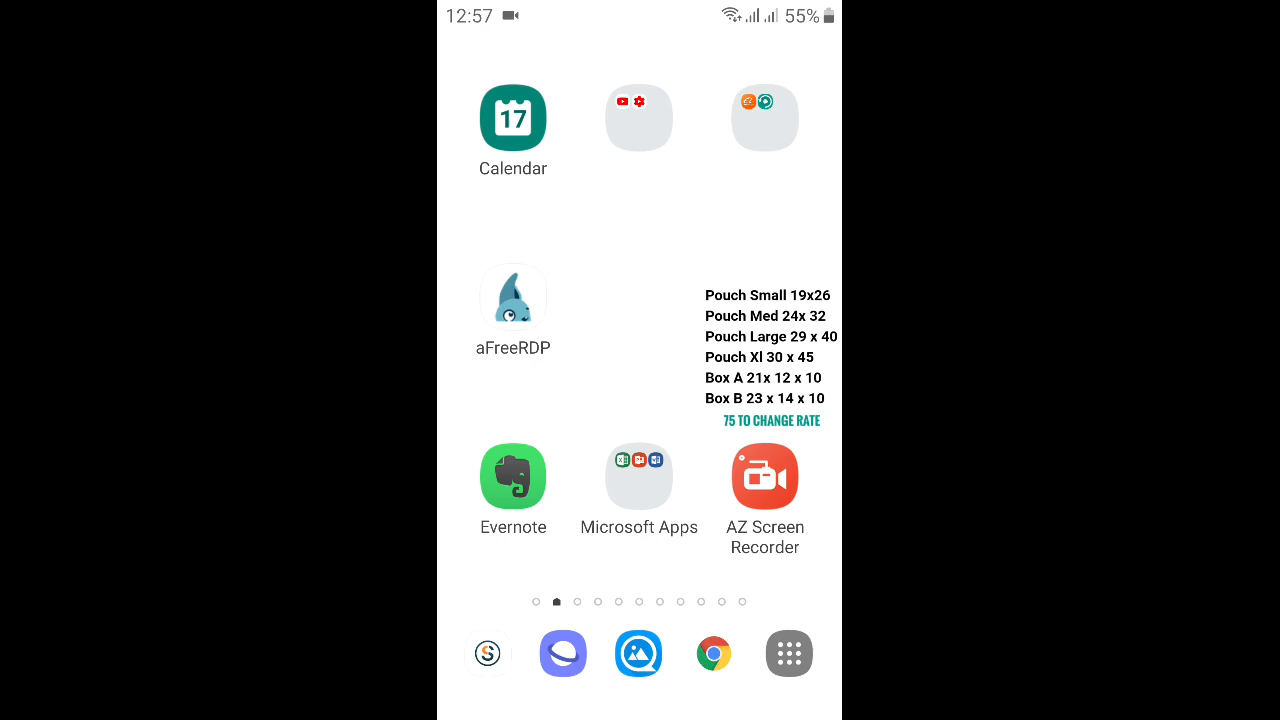 12:57 55%
17
Calendar
aFreeRDP
Pouch Small 19x26
Pouch Med 24x 32
Pouch Large 29 x 40
Pouch Xl 30 x 45
Box A 21x 12 x 10
Box B 23 x 14 x 10
75 TO CHANGE RATE
Evernote
Microsoft Apps
AZ Screen
Recorder